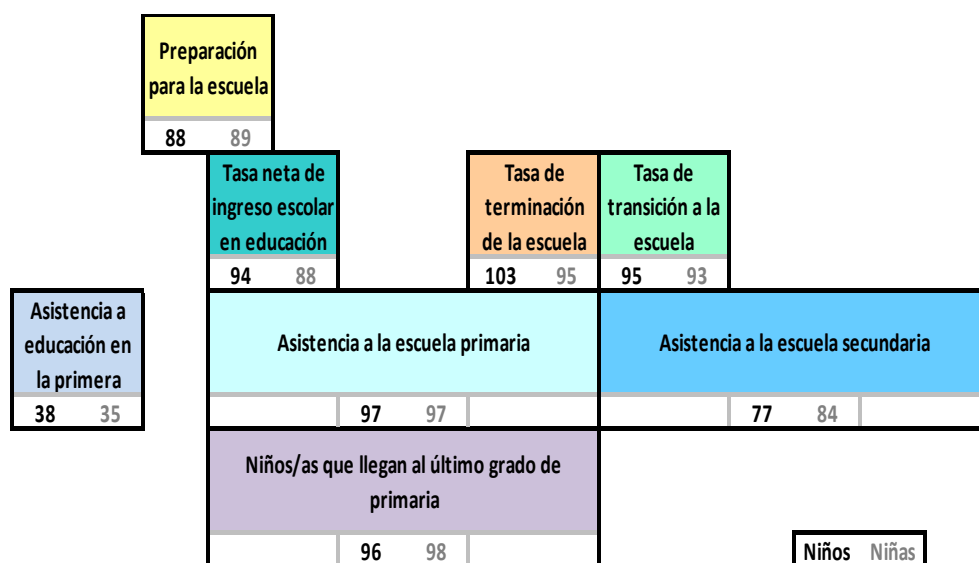 Preparación
para la escuela
88 89
Tasa neta de
ingreso escolar
en educación
94 88
Tasa de
terminación
de la escuela
103 95
Tasa de
transición a la
escuela
95 93
Asistencia a
educación en
la primera
38 35
Asistencia a la escuela primaria
97 97
Asistencia a la escuela secundaria
77 84
Niños/as que llegan al último grado de
primaria
96 98
Niños Niñas